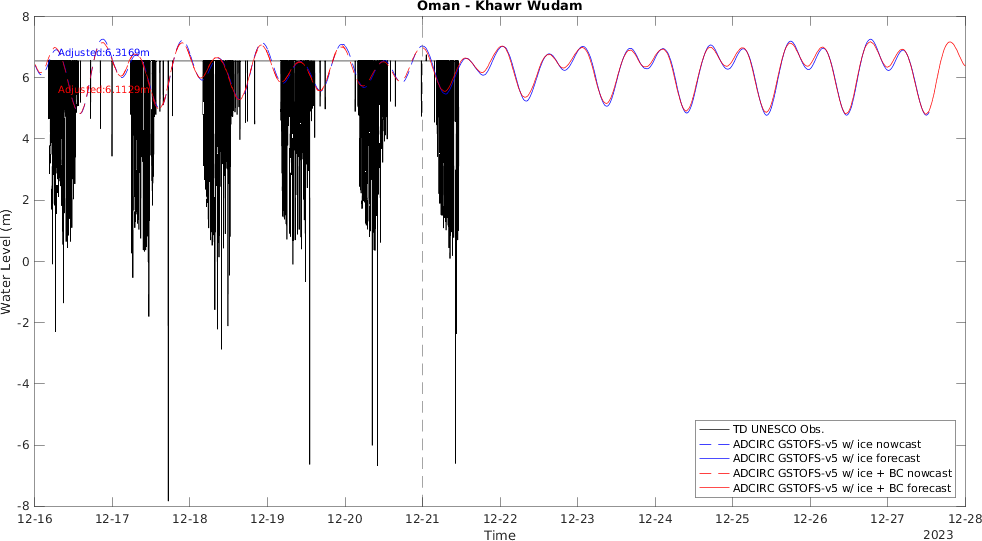 Oman - Khawr Wudam
8
6
4
2
0
-2
-4
-6
-8
Water Level (m)
Adjusted:6.3169m
Adjusted:6.1129m
TD UNESCO Obs.
ADCIRC GSTOFS-v5 w/ ice nowcast
ADCIRC GSTOFS-v5 w/ ice forecast
ADCIRC GSTOFS-v5 w/ ice + BC nowcast
ADCIRC GSTOFS-v5 w/ ice + BC forecast
12-16 12-17 12-18 12-19 12-20 12-21 12-22 12-23 12-24 12-25 12-26 12-27 12-28
Time
2023